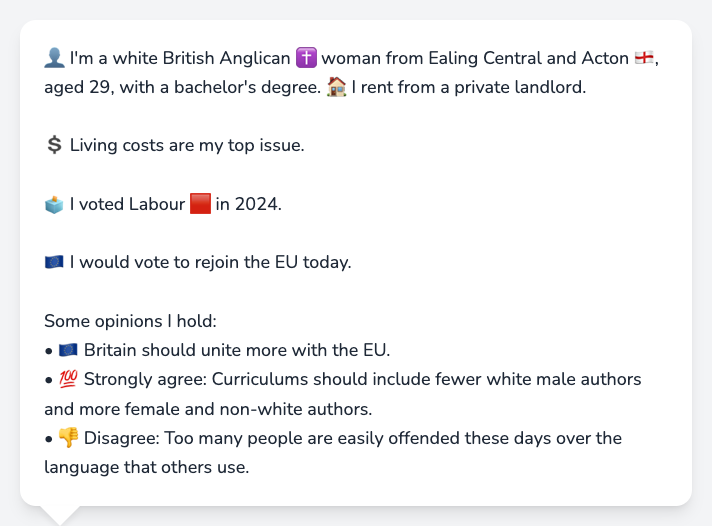 👤 I'm a white British Anglican ✝️ woman from Ealing Central and Acton 🏴󠁧󠁢󠁥󠁮󠁧󠁿,
aged 29, with a bachelor's degree. 🏠 I rent from a private landlord.
💲 Living costs are my top issue.
🗳️ I voted Labour 🟥 in 2024.
🇪🇺 I would vote to rejoin the EU today.
Some opinions I hold:
• 🇪🇺 Britain should unite more with the EU.
• 💯 Strongly agree: Curriculums should include fewer white male authors
and more female and non-white authors.
• 👎 Disagree: Too many people are easily offended these days over the
language that others use.